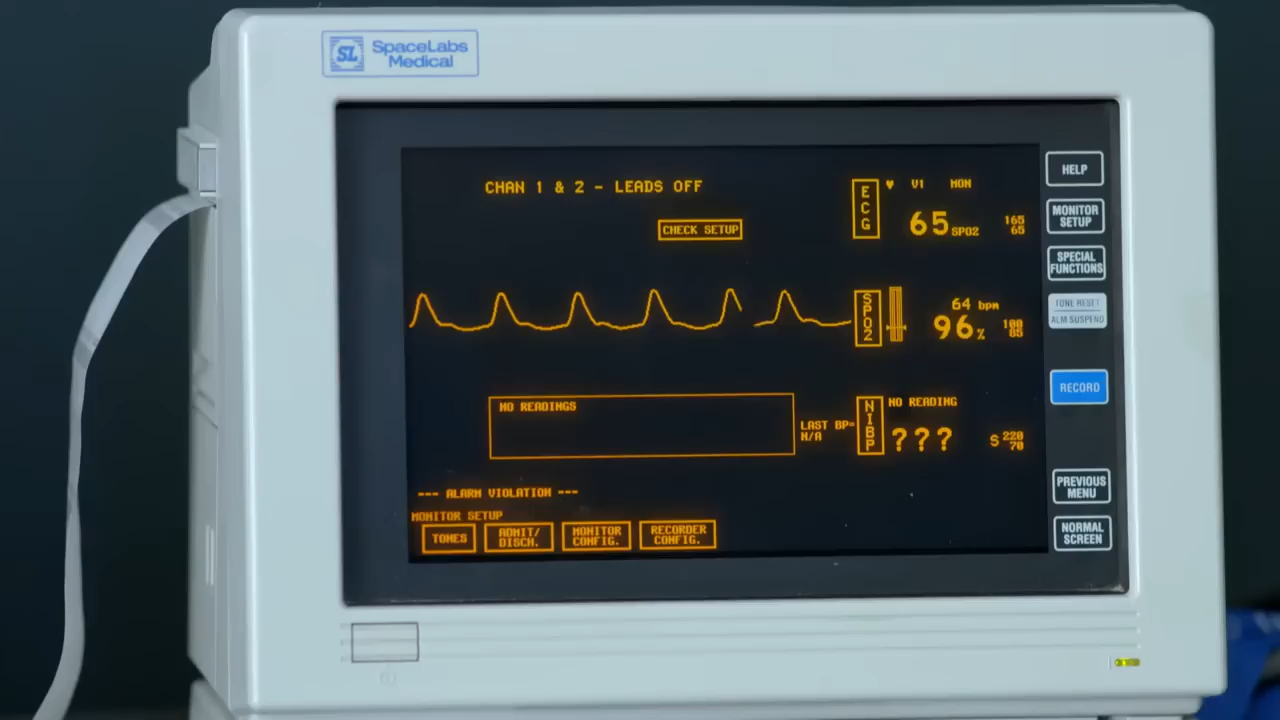 SL
SpaceLabs
Medical
CHAN 1 & 2 - LEADS OFF
CHECK SETUP
ECG
♥ V1 MON
65 SPO2
165
65
SPO2
64 bpm
96%
100
85
NO READINGS
LAST BP=
N/A
NIBP
NO READING
???
S 220
70
--- ALARM VIOLATION ---
MONITOR SETUP
TONES
ADMIT/
DISCH.
MONITOR
CONFIG.
RECORDER
CONFIG.
HELP
MONITOR
SETUP
SPECIAL
FUNCTIONS
TONE RESET
ALM SUSPEND
RECORD
PREVIOUS
MENU
NORMAL
SCREEN